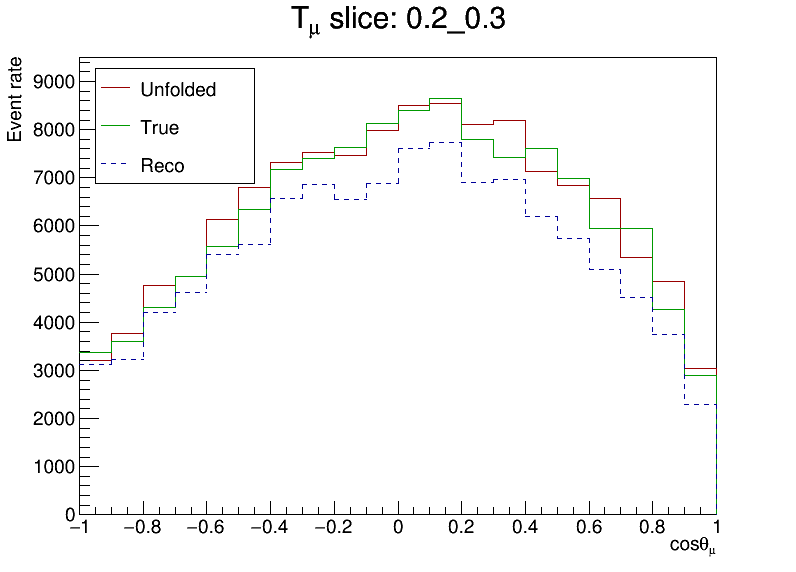 Tμ slice: 0.2_0.3
Event rate
9000
8000
7000
6000
5000
4000
3000
2000
1000
0
Unfolded
True
Reco
−1 −0.8 −0.6 −0.4 −0.2 0 0.2 0.4 0.6 0.8 1
cosθμ